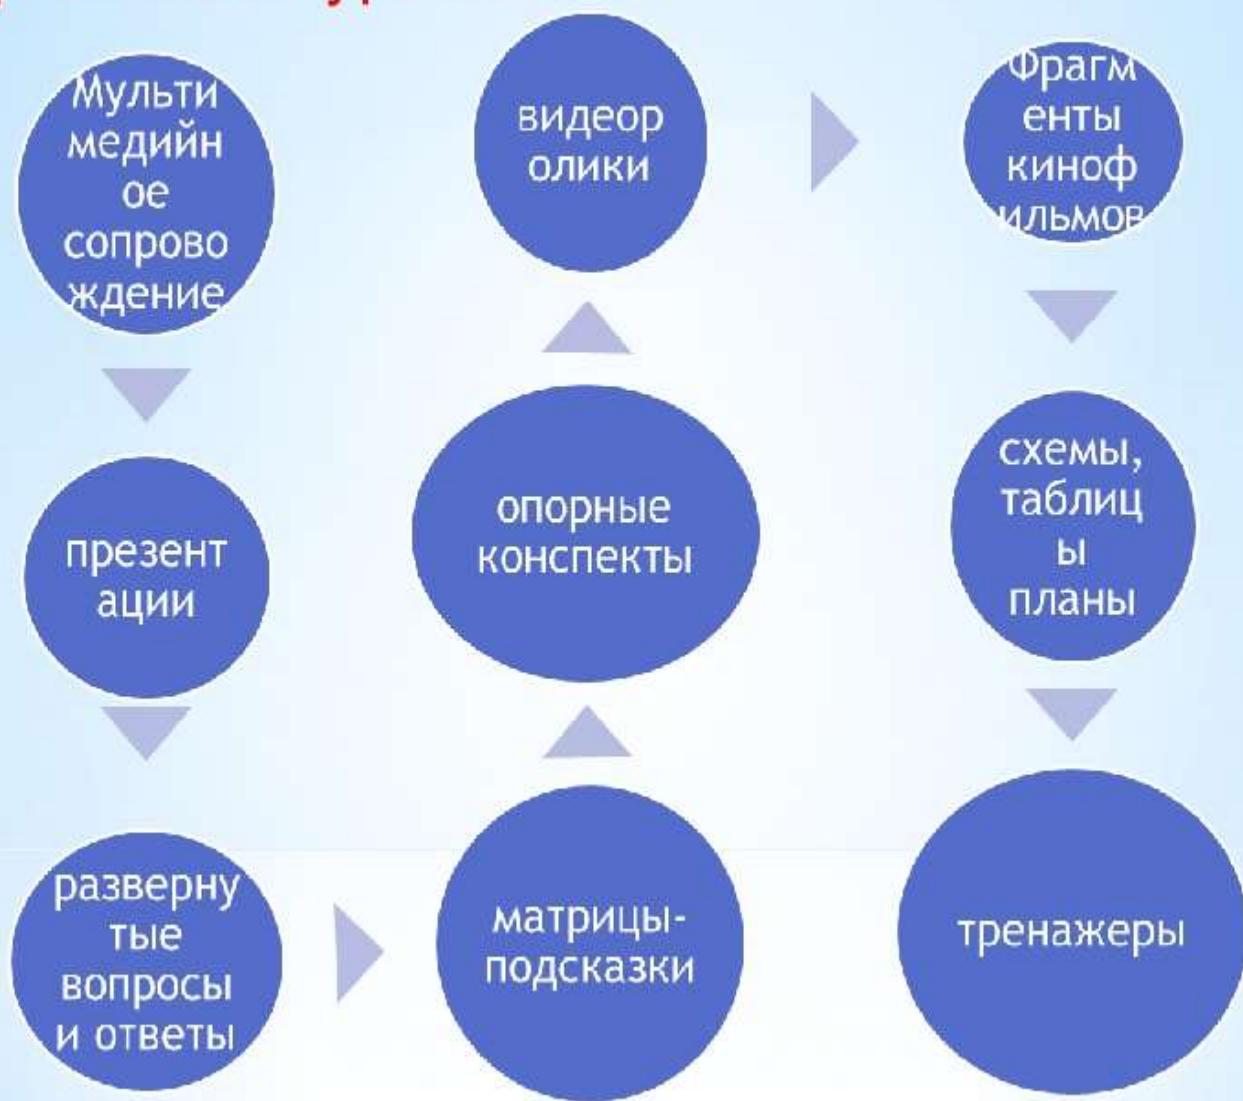 Мульти
медийн
ое
сопрово
ждение
презент
ации
разверну
тые
вопросы
и ответы
матрицы-
подсказки
опорные
конспекты
видеор
олики
Фрагм
енты
киноф
ильмов
схемы,
таблиц
ы
планы
тренажеры